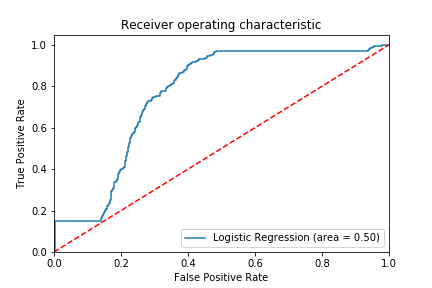 Receiver operating characteristic
1.0
0.8
0.6
0.4
0.2
0.0
True Positive Rate
Logistic Regression (area = 0.50)
0.0 0.2 0.4 0.6 0.8 1.0
False Positive Rate